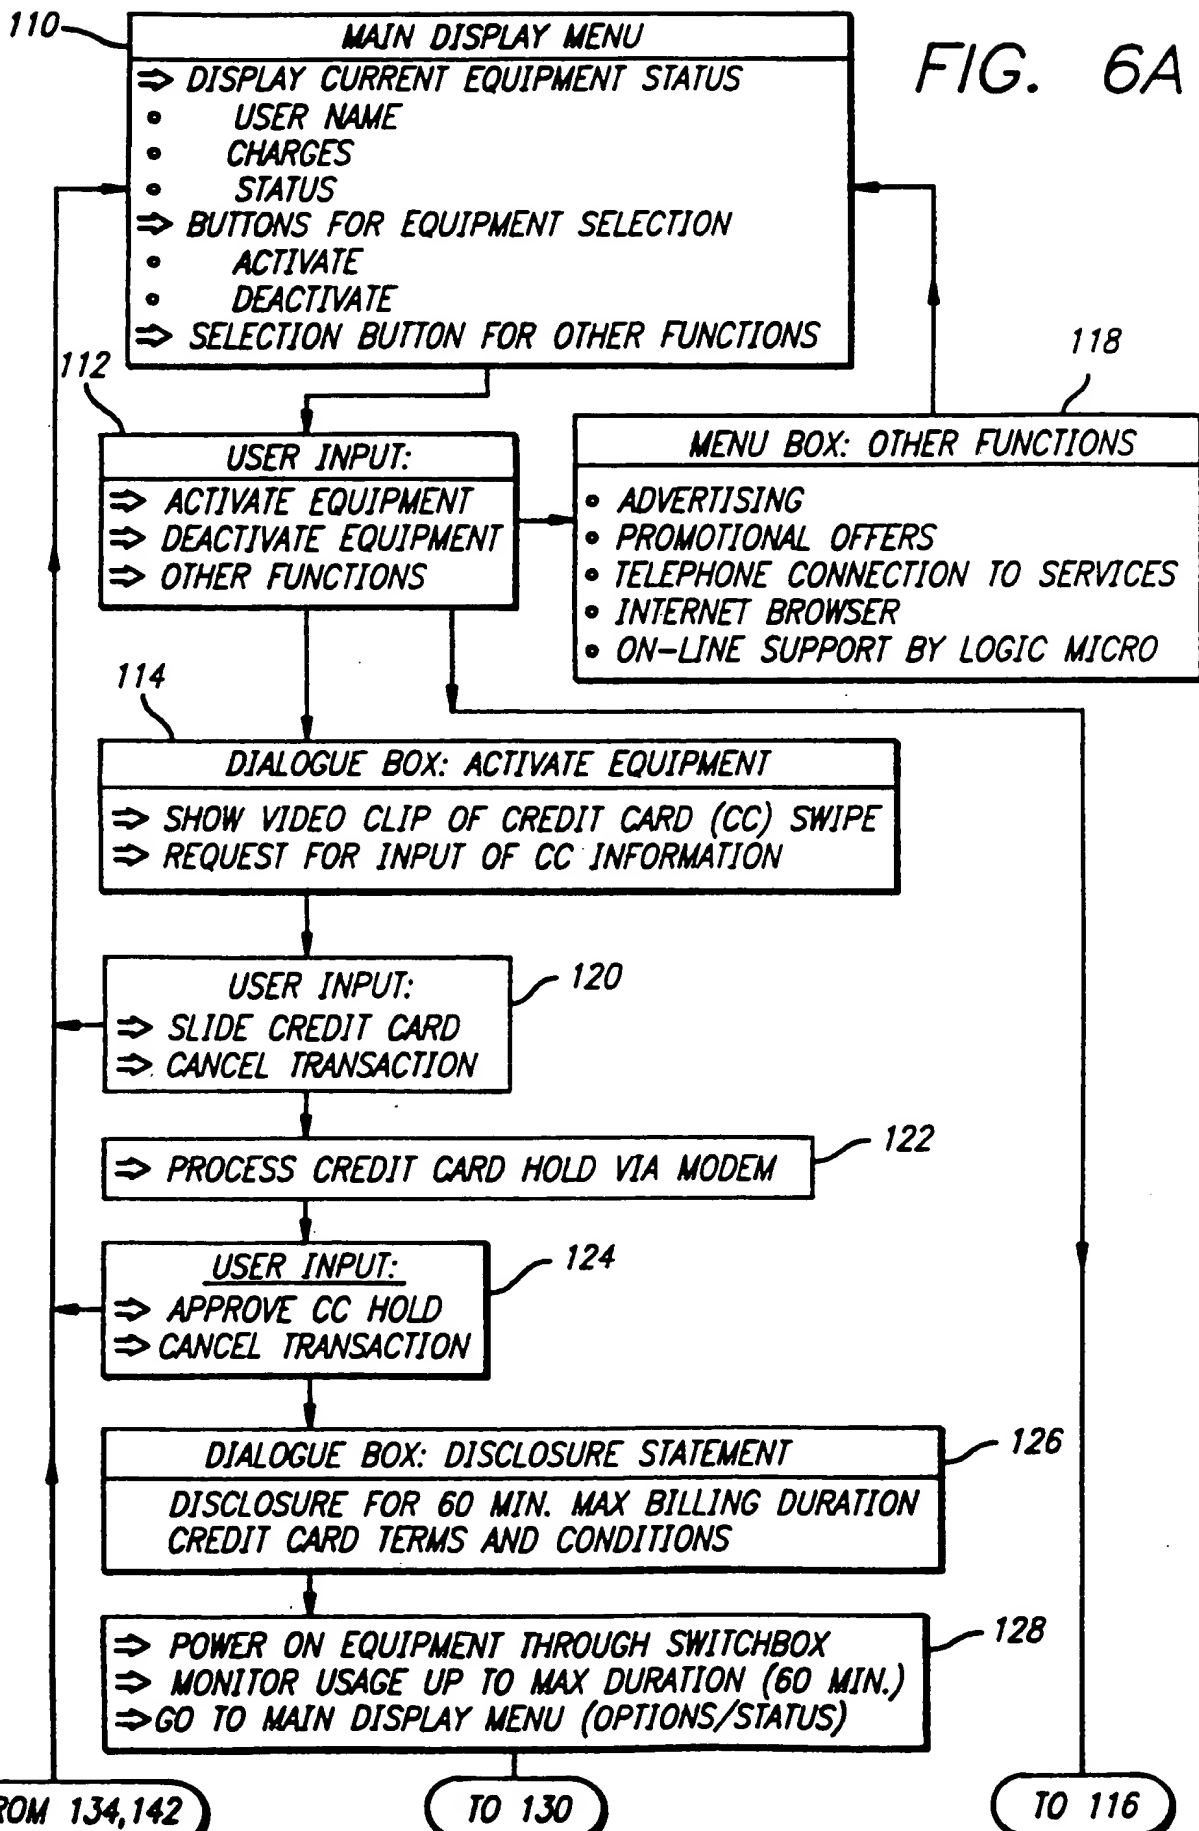 110
MAIN DISPLAY MENU
FIG. 6A
⇒ DISPLAY CURRENT EQUIPMENT STATUS
• USER NAME
• CHARGES
• STATUS
⇒ BUTTONS FOR EQUIPMENT SELECTION
• ACTIVATE
• DEACTIVATE
⇒ SELECTION BUTTON FOR OTHER FUNCTIONS
112
USER INPUT:
⇒ ACTIVATE EQUIPMENT
⇒ DEACTIVATE EQUIPMENT
⇒ OTHER FUNCTIONS
118
MENU BOX: OTHER FUNCTIONS
• ADVERTISING
• PROMOTIONAL OFFERS
• TELEPHONE CONNECTION TO SERVICES
• INTERNET BROWSER
• ON-LINE SUPPORT BY LOGIC MICRO
114
DIALOGUE BOX: ACTIVATE EQUIPMENT
⇒ SHOW VIDEO CLIP OF CREDIT CARD (CC) SWIPE
⇒ REQUEST FOR INPUT OF CC INFORMATION
120
USER INPUT:
⇒ SLIDE CREDIT CARD
⇒ CANCEL TRANSACTION
122
⇒ PROCESS CREDIT CARD HOLD VIA MODEM
124
USER INPUT:
⇒ APPROVE CC HOLD
⇒ CANCEL TRANSACTION
126
DIALOGUE BOX: DISCLOSURE STATEMENT
DISCLOSURE FOR 60 MIN. MAX BILLING DURATION
CREDIT CARD TERMS AND CONDITIONS
128
⇒ POWER ON EQUIPMENT THROUGH SWITCHBOX
⇒ MONITOR USAGE UP TO MAX DURATION (60 MIN.)
⇒ GO TO MAIN DISPLAY MENU (OPTIONS/STATUS)
ROM 134,142
TO 130
TO 116